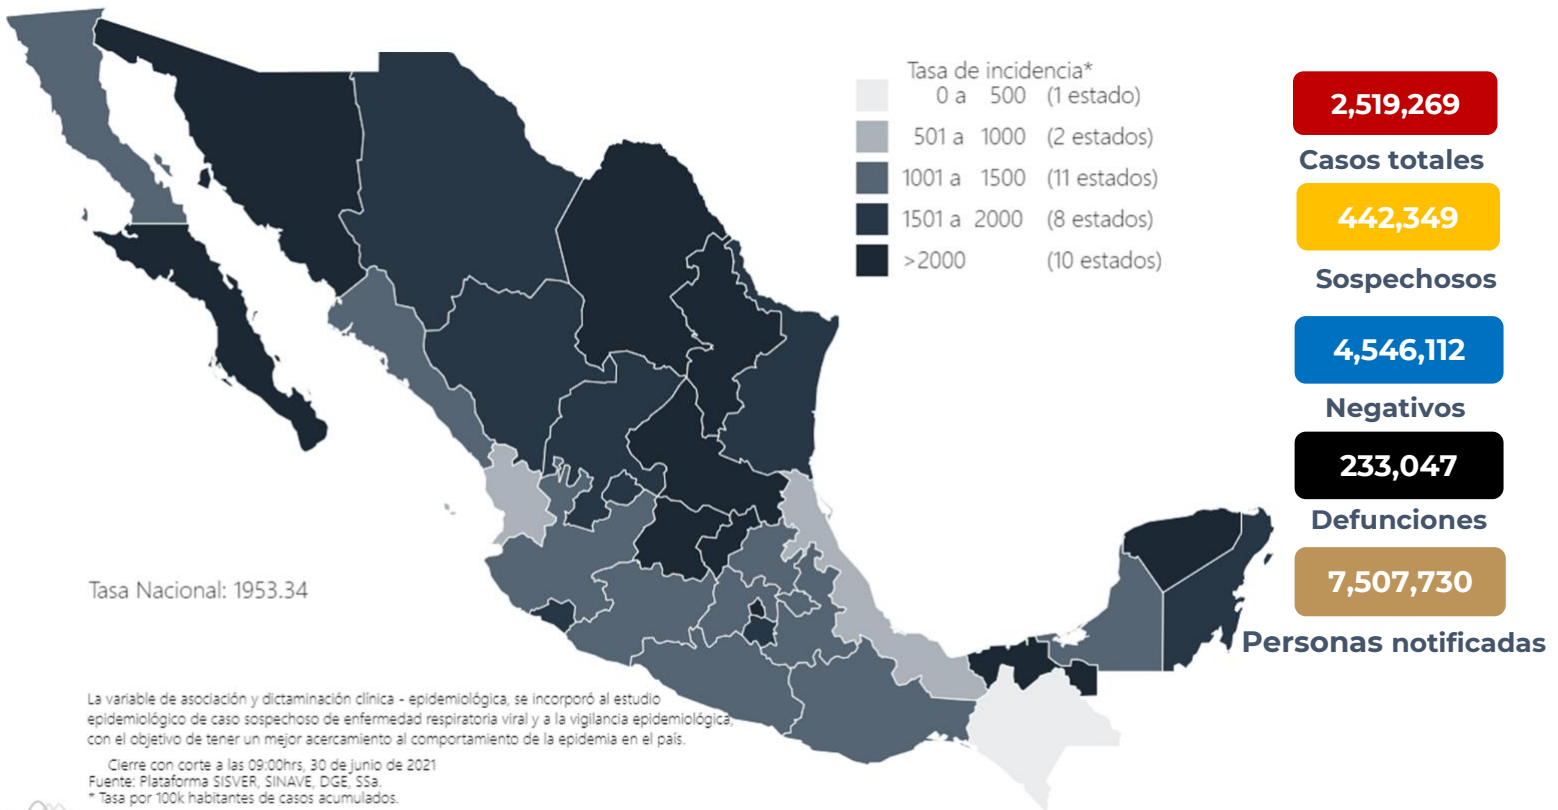 Tasa de incidencia*
0 a 500 (1 estado)
501 a 1000 (2 estados)
1001 a 1500 (11 estados)
1501 a 2000 (8 estados)
>2000 (10 estados)
2,519,269
Casos totales
442,349
Sospechosos
4,546,112
Negativos
233,047
Defunciones
7,507,730
Personas notificadas
Tasa Nacional: 1953.34
La variable de asociación y dictaminación clínica - epidemiológica, se incorporó al estudio
epidemiológico de caso sospechoso de enfermedad respiratoria viral y a la vigilancia epidemiológica,
con el objetivo de tener un mejor acercamiento al comportamiento de la epidemia en el país.
Cierre con corte a las 09:00hrs, 30 de junio de 2021
Fuente: Plataforma SISVER, SINAVE, DGE, SSa.
* Tasa por 100k habitantes de casos acumulados.